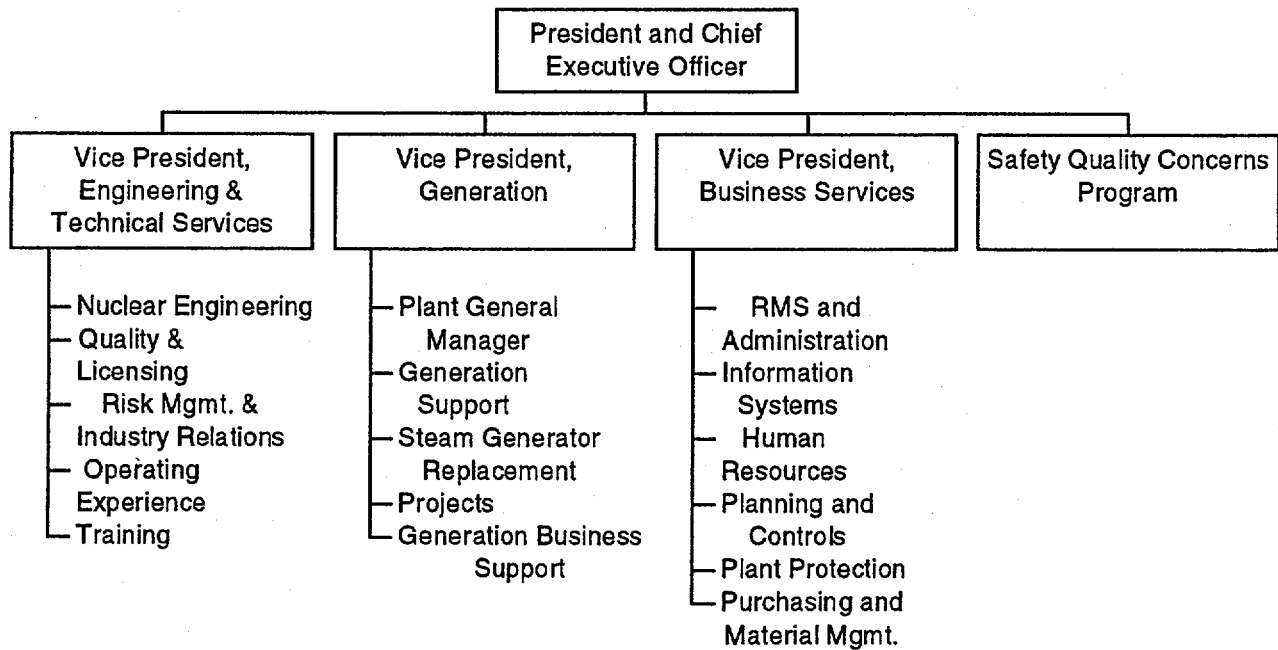 President and Chief
Executive Officer
Vice President,
Engineering &
Technical Services
Vice President,
Generation
Vice President,
Business Services
Safety Quality Concerns
Program
Nuclear Engineering
Quality &
Licensing
Risk Mgmt. &
Industry Relations
Operating
Experience
Training
Plant General
Manager
Generation
Support
Steam Generator
Replacement
Projects
Generation Business
Support
RMS and
Administration
Information
Systems
Human
Resources
Planning and
Controls
Plant Protection
Purchasing and
Material Mgmt.